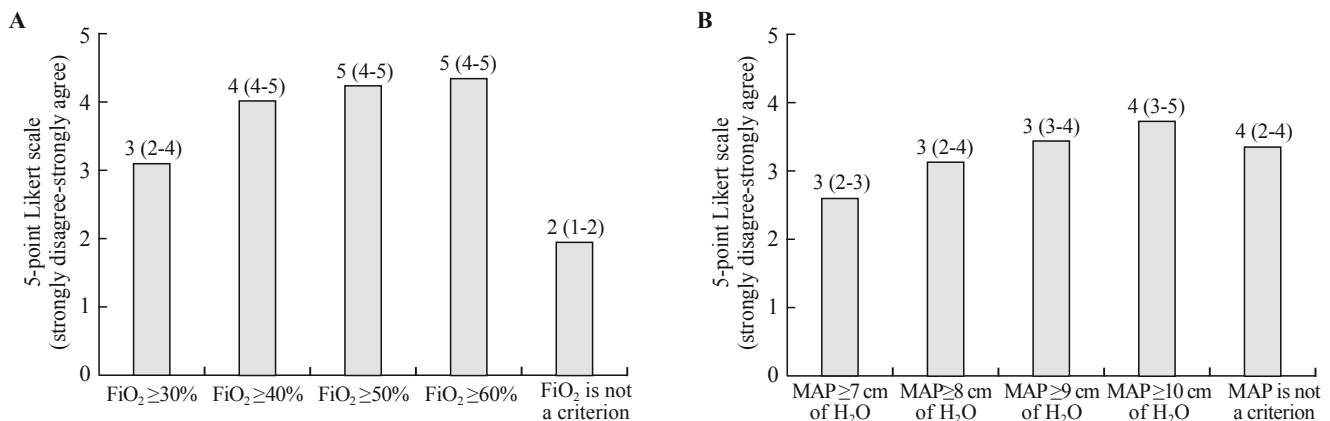 A
5-point Likert scale
(strongly disagree-strongly agree)
5
4
3
2
1
0
3 (2-4)
4 (4-5)
5 (4-5)
5 (4-5)
2 (1-2)
FiO₂ ≥30%
FiO₂ ≥40%
FiO₂ ≥50%
FiO₂ ≥60%
FiO₂ is not
a criterion
B
5-point Likert scale
(strongly disagree-strongly agree)
5
4
3
2
1
0
3 (2-3)
3 (2-4)
3 (3-4)
4 (3-5)
4 (2-4)
MAP ≥7 cm
of H₂O
MAP≥8 cm
of H₂O
MAP ≥9 cm
of H₂O
MAP ≥10 cm
of H₂O
MAP is not
a criterion